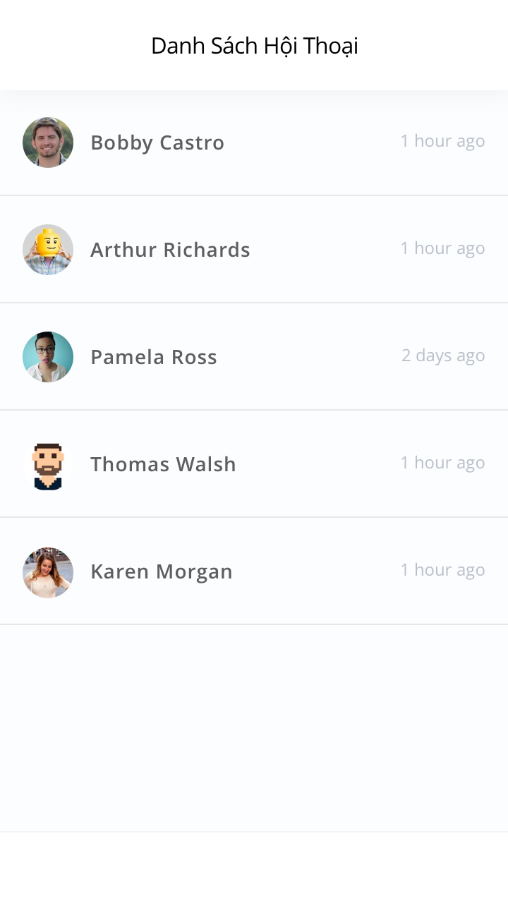 Danh Sách Hội Thoại
Bobby Castro 1 hour ago
Arthur Richards 1 hour ago
Pamela Ross 2 days ago
Thomas Walsh 1 hour ago
Karen Morgan 1 hour ago